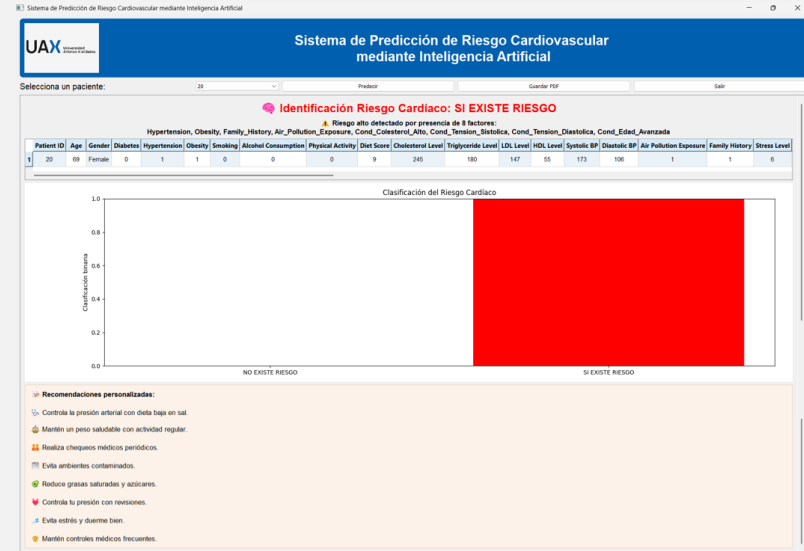 Sistema de Predicción de Riesgo Cardiovascular mediante Inteligencia Artificial
UAX
Sistema de Predicción de Riesgo Cardiovascular
mediante Inteligencia Artificial
Selecciona un paciente: 20 Predecir Guardar PDF Salir
Identificación Riesgo Cardíaco: SI EXISTE RIESGO
Riesgo alto detectado por presencia de 8 factores:
Hypertension, Obesity, Family_History, Air_Pollution_Exposure, Cond_Colesterol_Alto, Cond_Tension_Sistolica, Cond_Tension_Diastolica, Cond_Edad_Avanzada
Patient ID Age Gender Diabetes Hypertension Obesity Smoking Alcohol Consumption Physical Activity Diet Score Cholesterol Level Triglyceride Level LDL Level HDL Level Systolic BP Diastolic BP Air Pollution Exposure Family History Stress Level
1 20 69 Female 0 1 1 0 0 0 9 245 180 147 55 173 106 1 1 6
Clasificación del Riesgo Cardíaco
1.0
0.8
0.6
0.4
0.2
0.0
Clasificación binaria
NO EXISTE RIESGO SI EXISTE RIESGO
Recomendaciones personalizadas:
Controla la presión arterial con dieta baja en sal.
Mantén un peso saludable con actividad regular.
Realiza chequeos médicos periódicos.
Evita ambientes contaminados.
Reduce grasas saturadas y azúcares.
Controla tu presión con revisiones.
Evita estrés y duerme bien.
Mantén controles médicos frecuentes.